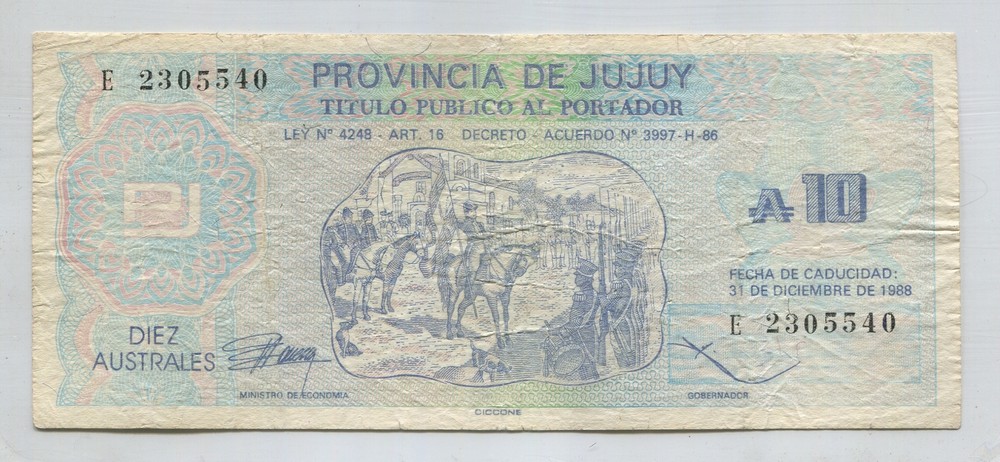 E 2305540
PROVINCIA DE JUJUY
TITULO PUBLICO AL PORTADOR
LEY Nº 4248 - ART. 16 DECRETO - ACUERDO Nº 3997-H-86
PJ
₳ 10
FECHA DE CADUCIDAD:
31 DE DICIEMBRE DE 1988
E 2305540
DIEZ
AUSTRALES
MINISTRO DE ECONOMIA
GOBERNADOR
CICCONE